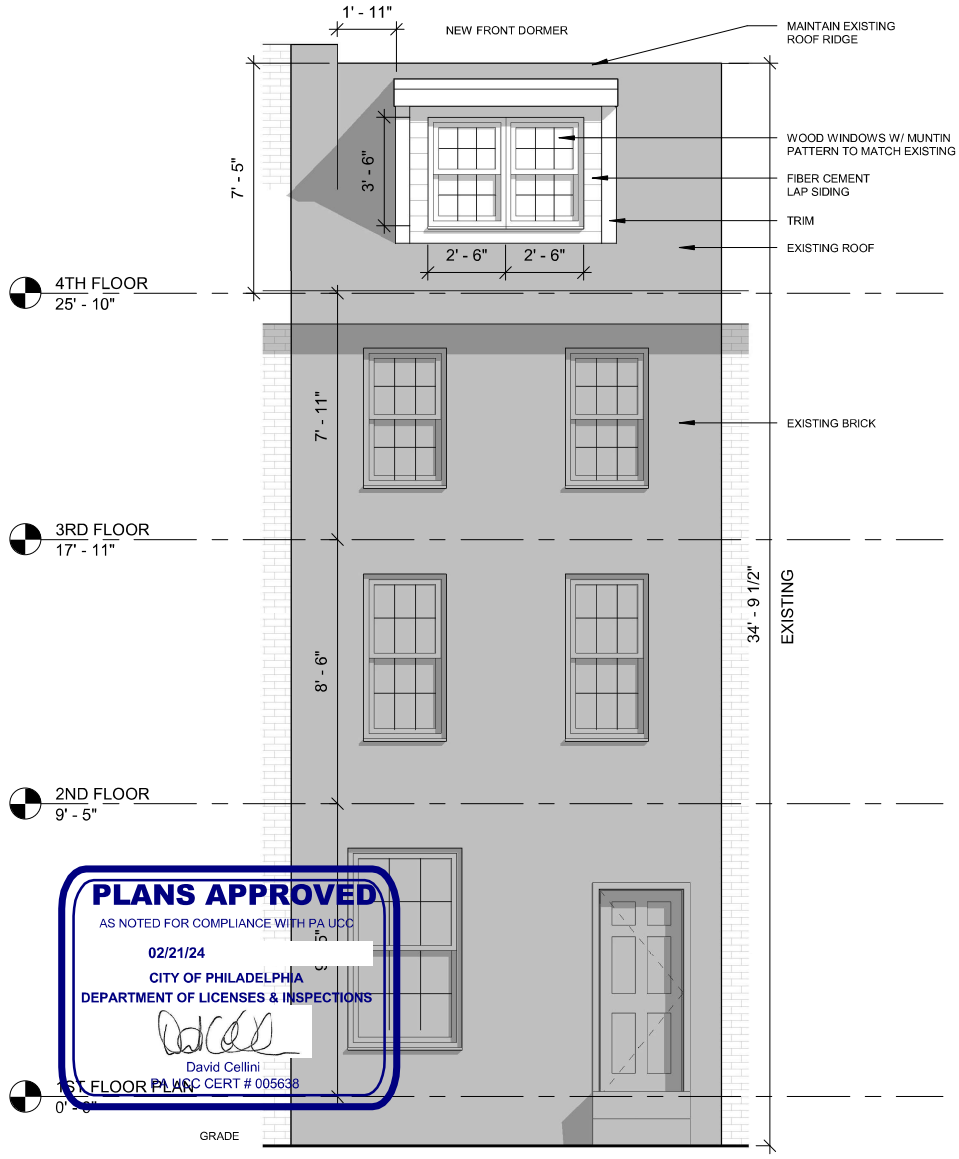 1' - 11"
NEW FRONT DORMER
MAINTAIN EXISTING
ROOF RIDGE
7' - 5"
3' - 6"
WOOD WINDOWS W/ MUNTIN
PATTERN TO MATCH EXISTING
FIBER CEMENT
LAP SIDING
TRIM
EXISTING ROOF
2' - 6"
2' - 6"
4TH FLOOR
25' - 10"
7' - 11"
EXISTING BRICK
3RD FLOOR
17' - 11"
34' - 9 1/2"
EXISTING
8' - 6"
2ND FLOOR
9' - 5"
PLANS APPROVED
AS NOTED FOR COMPLIANCE WITH PA UCC
02/21/24
CITY OF PHILADELPHIA
DEPARTMENT OF LICENSES & INSPECTIONS
David Cellini
PA UCC CERT # 005638
1ST FLOOR PLAN
0' - 0"
GRADE